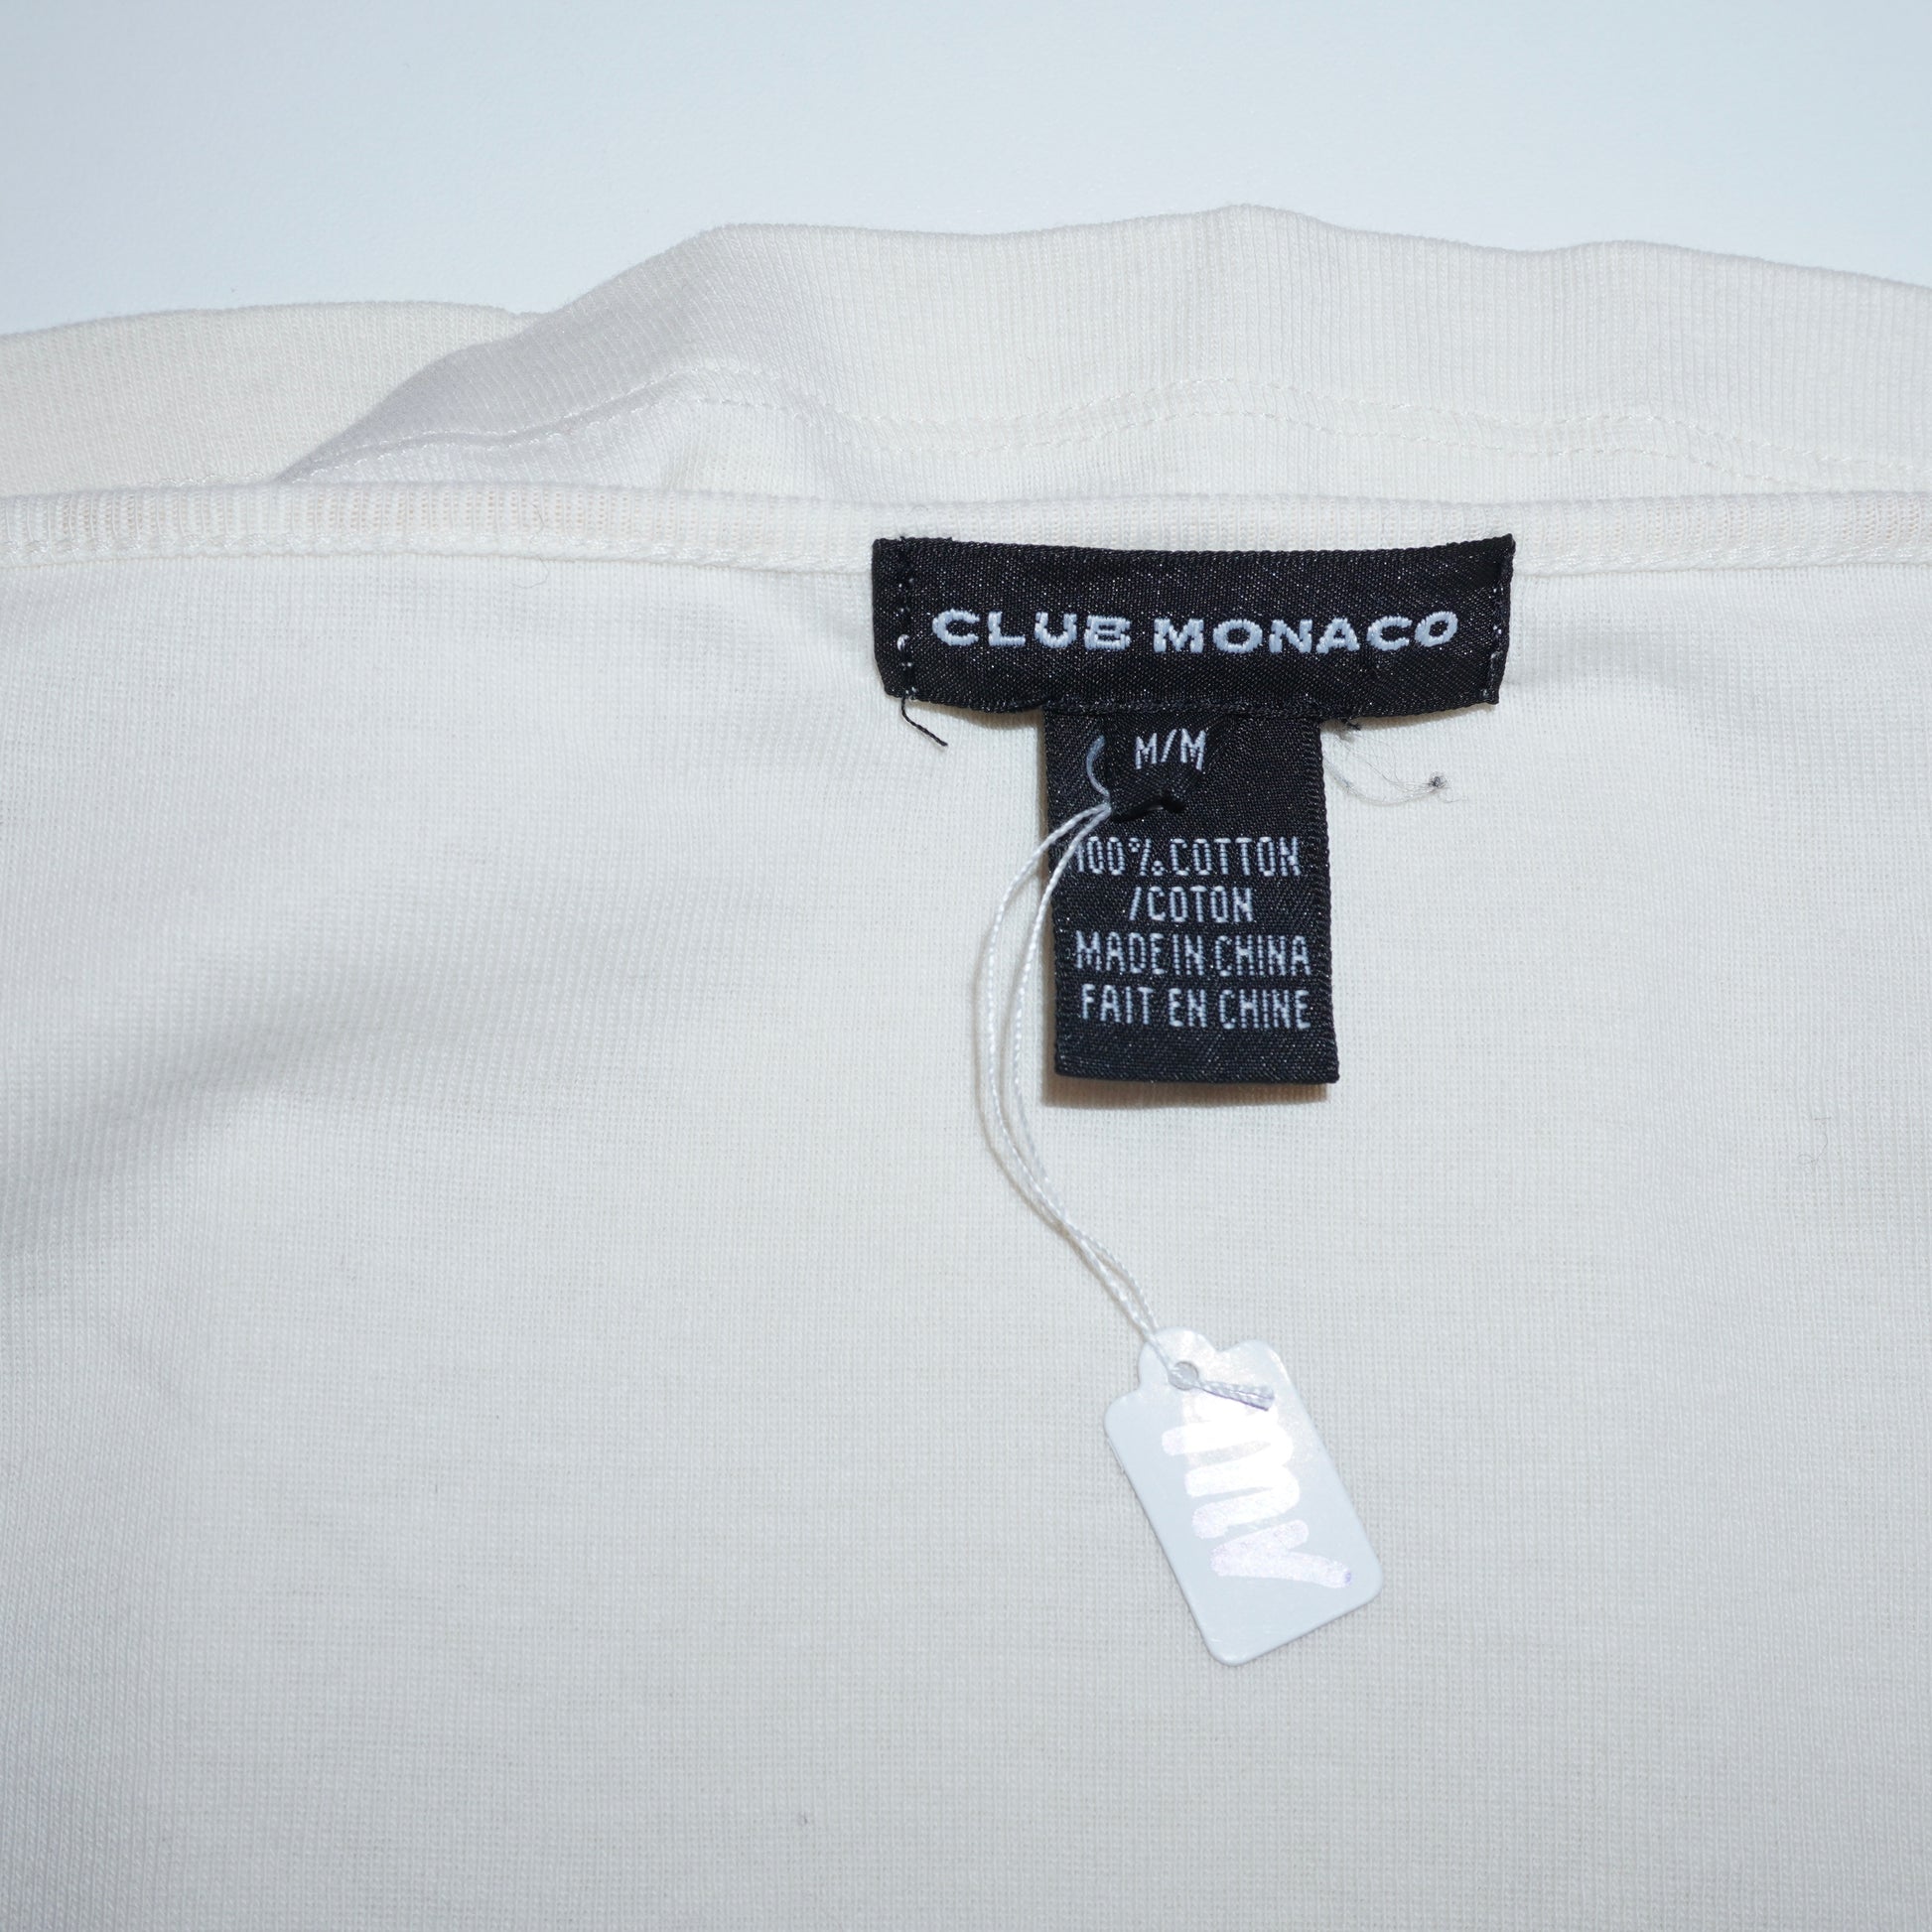 CLUB MONACO
M/M
100% COTTON
/COTON
MADE IN CHINA
FAIT EN CHINE